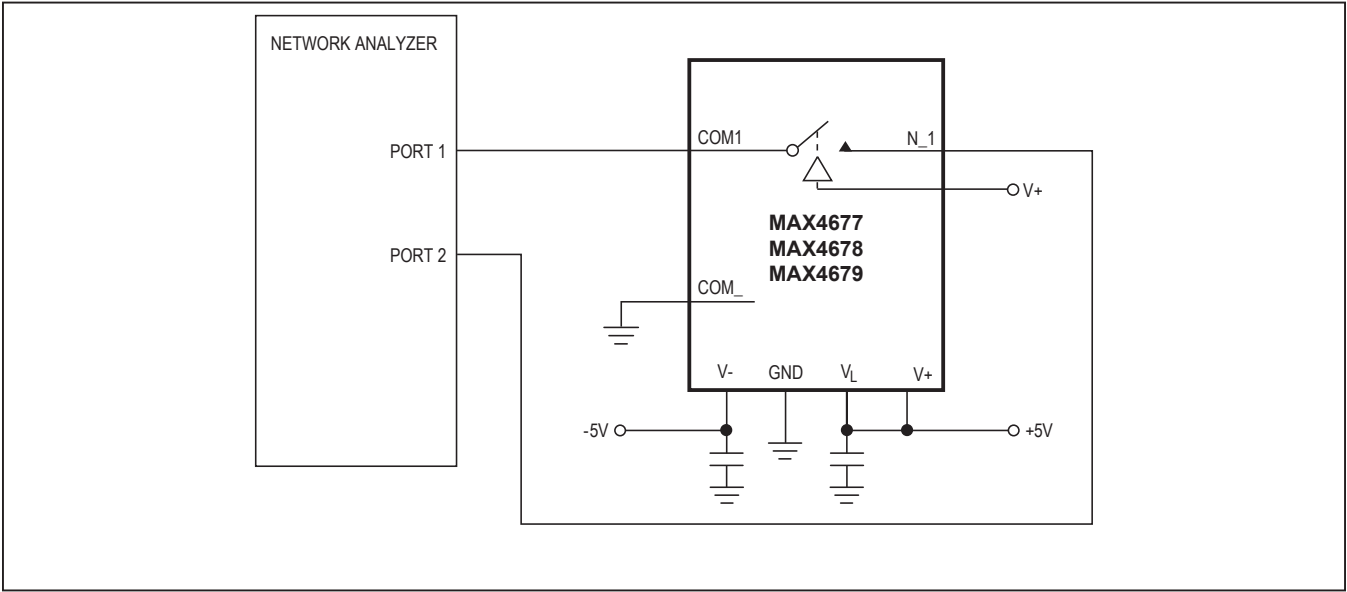 NETWORK ANALYZER
PORT 1
PORT 2
COM1
N_1
V+
MAX4677
MAX4678
MAX4679
COM_
V-
GND
VL
V+
-5V
+5V